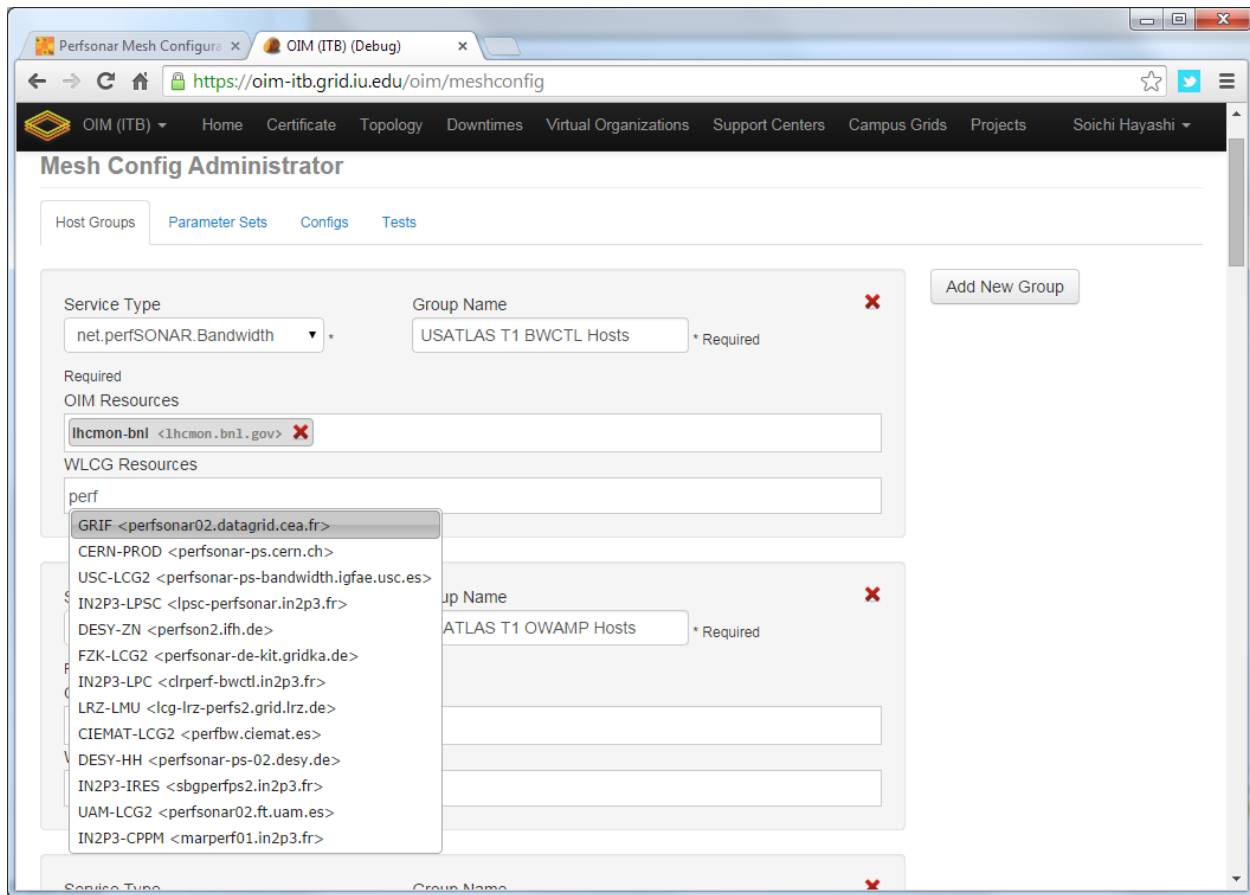 Perfsonar Mesh Configura
OIM (ITB) (Debug)
https://oim-itb.grid.iu.edu/oim/meshconfig
OIM (ITB) Home Certificate Topology Downtimes Virtual Organizations Support Centers Campus Grids Projects Soichi Hayashi
Mesh Config Administrator
Host Groups Parameter Sets Configs Tests
Add New Group
Service Type Group Name
net.perfSONAR.Bandwidth * USATLAS T1 BWCTL Hosts * Required
Required
OIM Resources
lhcmon-bnl <lhcmon.bnl.gov>
WLCG Resources
perf
GRIF <perfsonar02.datagrid.cea.fr>
CERN-PROD <perfsonar-ps.cern.ch>
USC-LCG2 <perfsonar-ps-bandwidth.igfae.usc.es>
IN2P3-LPSC <lpsc-perfsonar.in2p3.fr>
up Name
DESY-ZN <perfson2.ifh.de>
ATLAS T1 OWAMP Hosts * Required
FZK-LCG2 <perfsonar-de-kit.gridka.de>
IN2P3-LPC <clrperf-bwctl.in2p3.fr>
LRZ-LMU <lcg-lrz-perfs2.grid.lrz.de>
CIEMAT-LCG2 <perfbw.ciemat.es>
DESY-HH <perfsonar-ps-02.desy.de>
IN2P3-IRES <sbgperfps2.in2p3.fr>
UAM-LCG2 <perfsonar02.ft.uam.es>
IN2P3-CPPM <marperf01.in2p3.fr>
Service Type Group Name